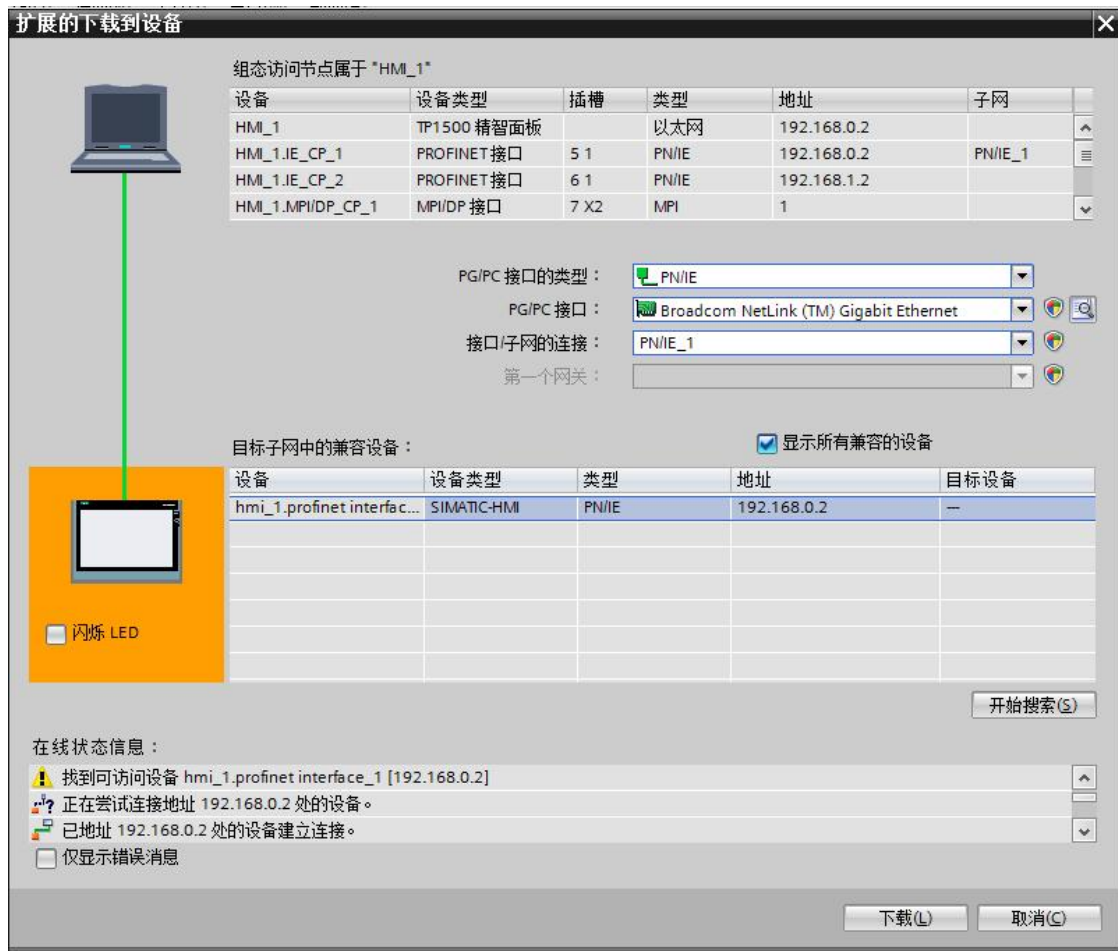 扩展的下载到设备
组态访问节点属于 "HMI_1"
设备 设备类型 插槽 类型 地址 子网
HMI_1 TP1500 精智面板 以太网 192.168.0.2
HMI_1.IE_CP_1 PROFINET接口 5 1 PN/IE 192.168.0.2 PN/IE_1
HMI_1.IE_CP_2 PROFINET接口 6 1 PN/IE 192.168.1.2
HMI_1.MPI/DP_CP_1 MPI/DP 接口 7 X2 MPI 1
PG/PC 接口的类型： PN/IE
PG/PC 接口： Broadcom NetLink (TM) Gigabit Ethernet
接口/子网的连接： PN/IE_1
第一个网关：
目标子网中的兼容设备： 显示所有兼容的设备
设备 设备类型 类型 地址 目标设备
hmi_1.profinet interfac... SIMATIC-HMI PN/IE 192.168.0.2 —
闪烁 LED
开始搜索(S)
在线状态信息：
找到可访问设备 hmi_1.profinet interface_1 [192.168.0.2]
正在尝试连接地址 192.168.0.2 处的设备。
已地址 192.168.0.2 处的设备建立连接。
仅显示错误消息
下载(L) 取消(C)